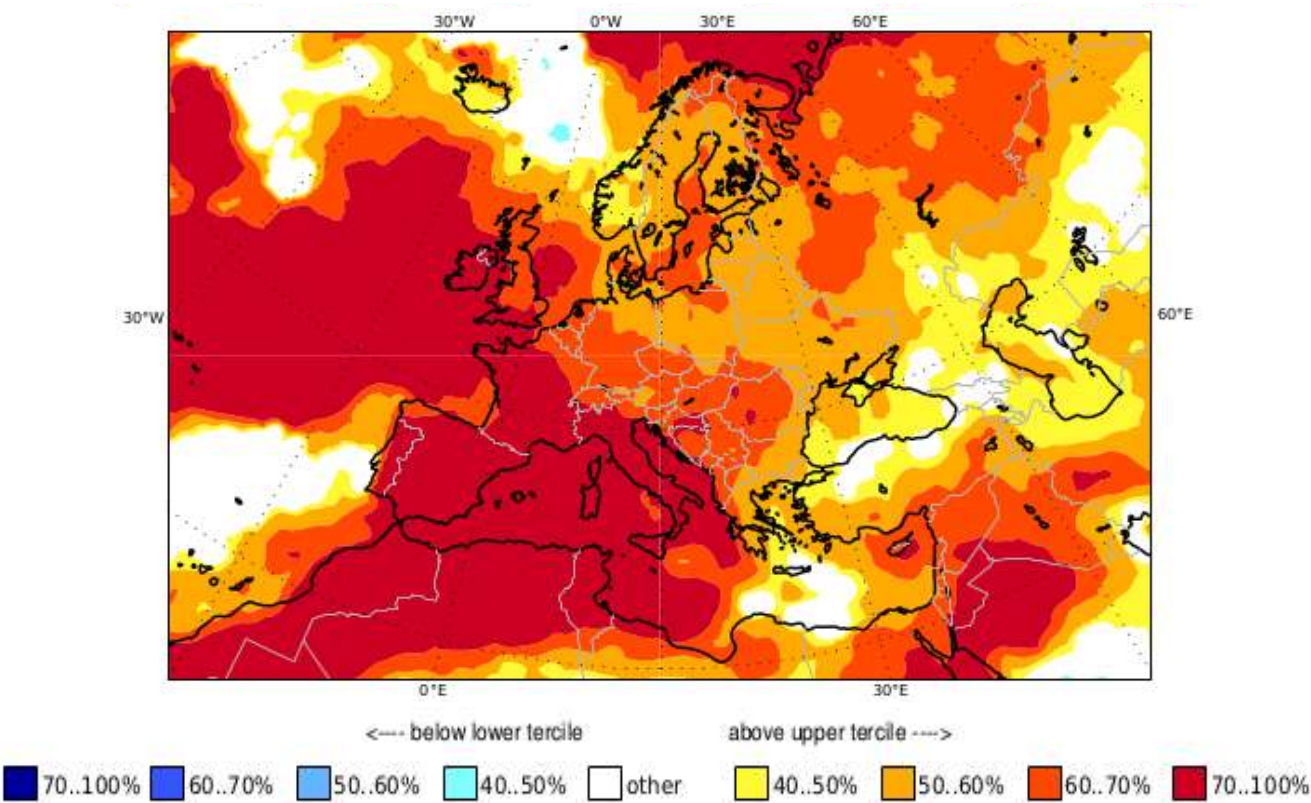 30°W 0°W 30°E 60°E
30°W
60°E
0°E 30°E
<---- below lower tercile above upper tercile ---->
70..100% 60..70% 50..60% 40..50% other 40..50% 50..60% 60..70% 70..100%